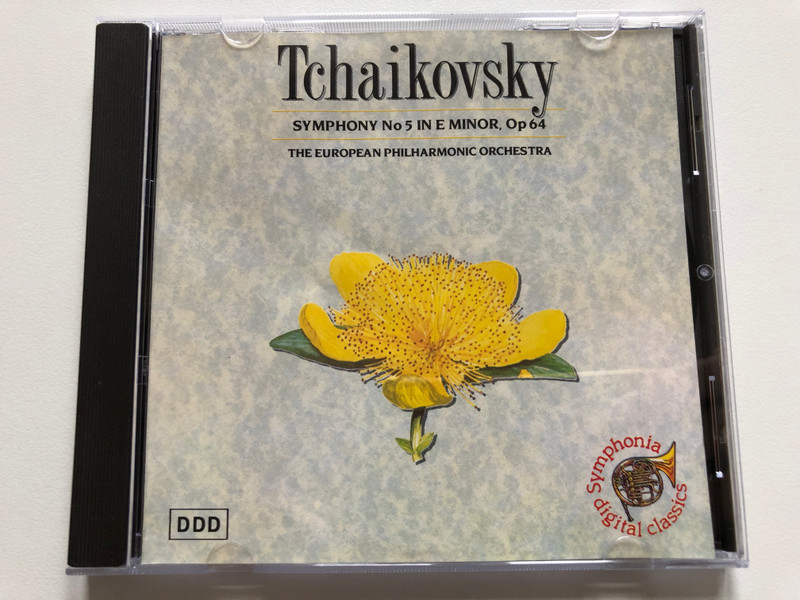 Tchaikovsky
SYMPHONY No 5 IN E MINOR, Op 64
THE EUROPEAN PHILHARMONIC ORCHESTRA
Symphonia
digital classics
DDD